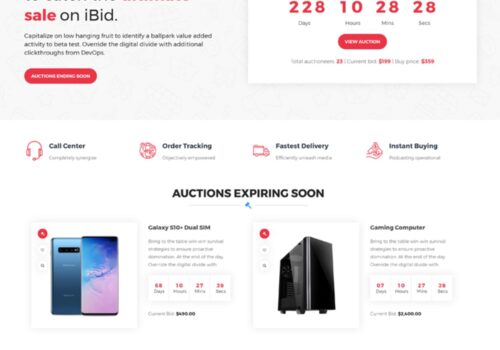 sale on iBid.
Capitalize on low hanging fruit to identify a ballpark value added
activity to beta test. Override the digital divide with additional
clickthroughs from DevOps.
AUCTIONS ENDING SOON
228 10 28 28
Days Hours Mins Secs
VIEW AUCTION
Total auctioneers: 23 | Current bid: $199 | Buy price: $359
Call Center
Completely synergise
Order Tracking
Objectively empowered
Fastest Delivery
Efficiently unleash media
Instant Buying
Podcasting operational
AUCTIONS EXPIRING SOON
Galaxy S10+ Dual SIM
Bring to the table win-win survival
strategies to ensure proactive
domination. At the end of the day.
Override the digital divide with
68 10 27 39
Days Hours Mins Secs
Current Bid: $490.00
Gaming Computer
Bring to the table win-win survival
strategies to ensure proactive
domination. At the end of the day.
Override the digital divide with
07 10 27 28
Days Hours Mins Secs
Current Bid: $2,400.00